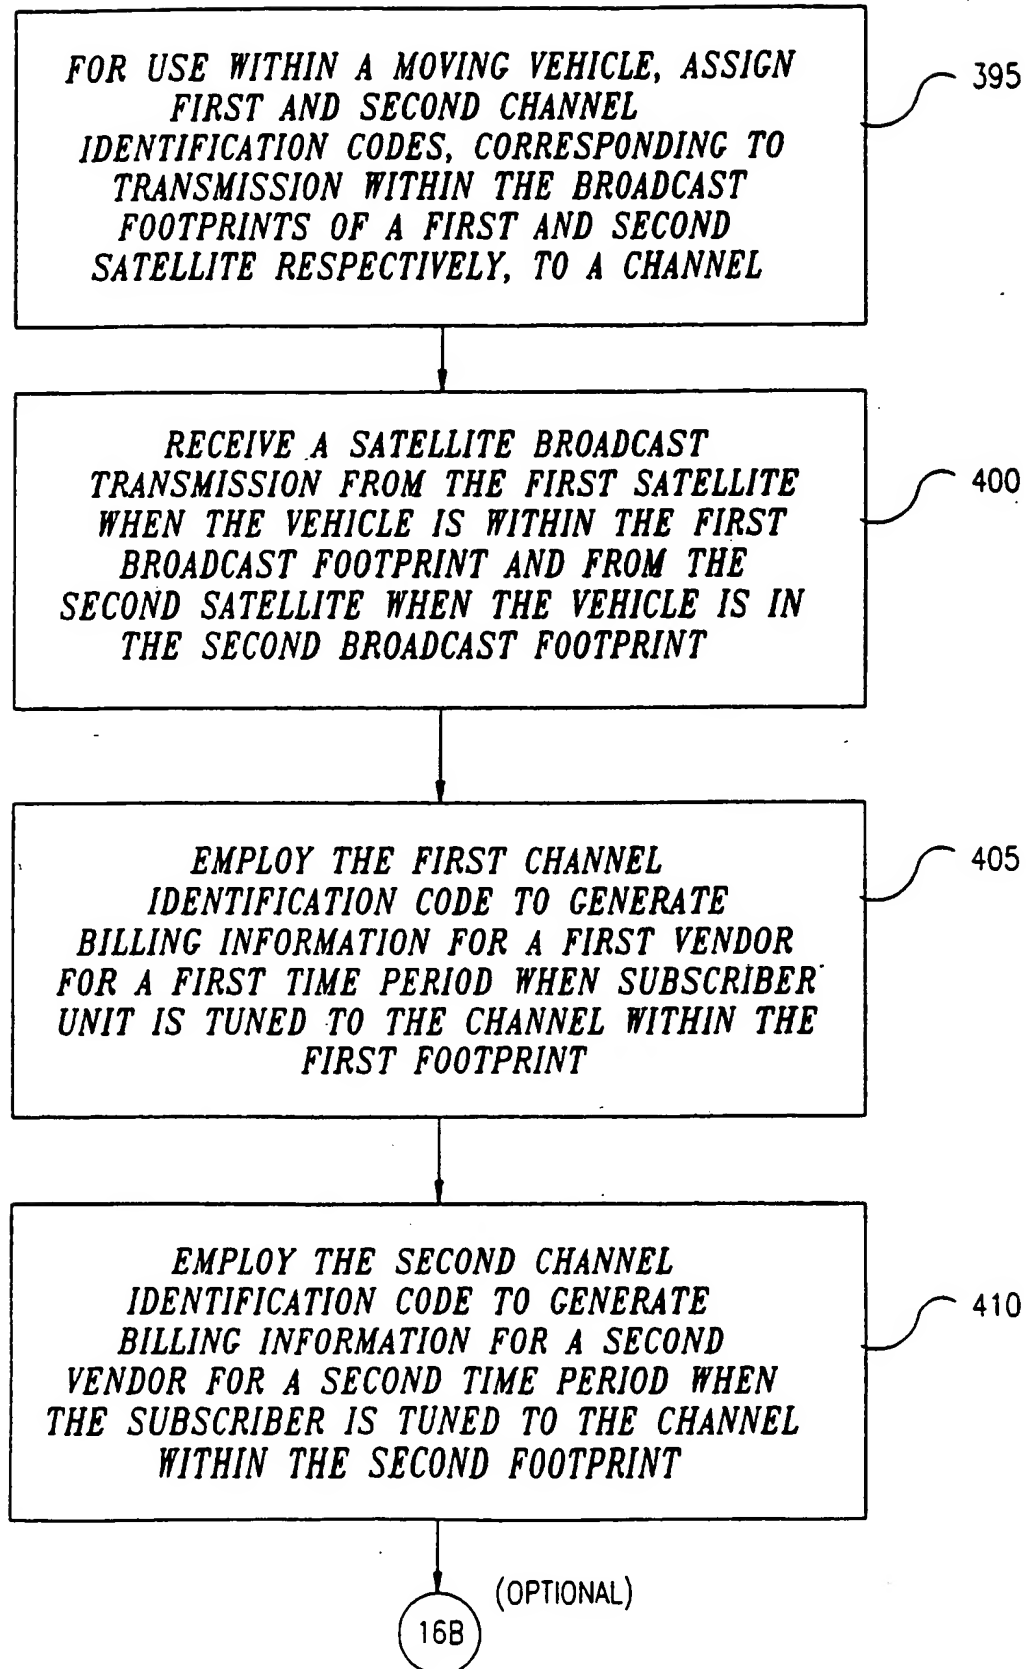 FOR USE WITHIN A MOVING VEHICLE, ASSIGN
FIRST AND SECOND CHANNEL
IDENTIFICATION CODES, CORRESPONDING TO
TRANSMISSION WITHIN THE BROADCAST
FOOTPRINTS OF A FIRST AND SECOND
SATELLITE RESPECTIVELY, TO A CHANNEL
395
RECEIVE A SATELLITE BROADCAST
TRANSMISSION FROM THE FIRST SATELLITE
WHEN THE VEHICLE IS WITHIN THE FIRST
BROADCAST FOOTPRINT AND FROM THE
SECOND SATELLITE WHEN THE VEHICLE IS IN
THE SECOND BROADCAST FOOTPRINT
400
EMPLOY THE FIRST CHANNEL
IDENTIFICATION CODE TO GENERATE
BILLING INFORMATION FOR A FIRST VENDOR
FOR A FIRST TIME PERIOD WHEN SUBSCRIBER
UNIT IS TUNED TO THE CHANNEL WITHIN THE
FIRST FOOTPRINT
405
EMPLOY THE SECOND CHANNEL
IDENTIFICATION CODE TO GENERATE
BILLING INFORMATION FOR A SECOND
VENDOR FOR A SECOND TIME PERIOD WHEN
THE SUBSCRIBER IS TUNED TO THE CHANNEL
WITHIN THE SECOND FOOTPRINT
410
(OPTIONAL)
16B